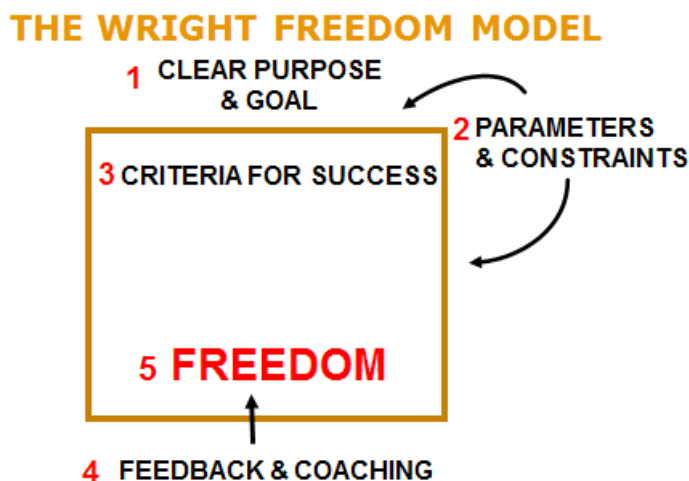 THE WRIGHT FREEDOM MODEL
1 CLEAR PURPOSE
& GOAL
2 PARAMETERS
& CONSTRAINTS
3 CRITERIA FOR SUCCESS
5 FREEDOM
4 FEEDBACK & COACHING